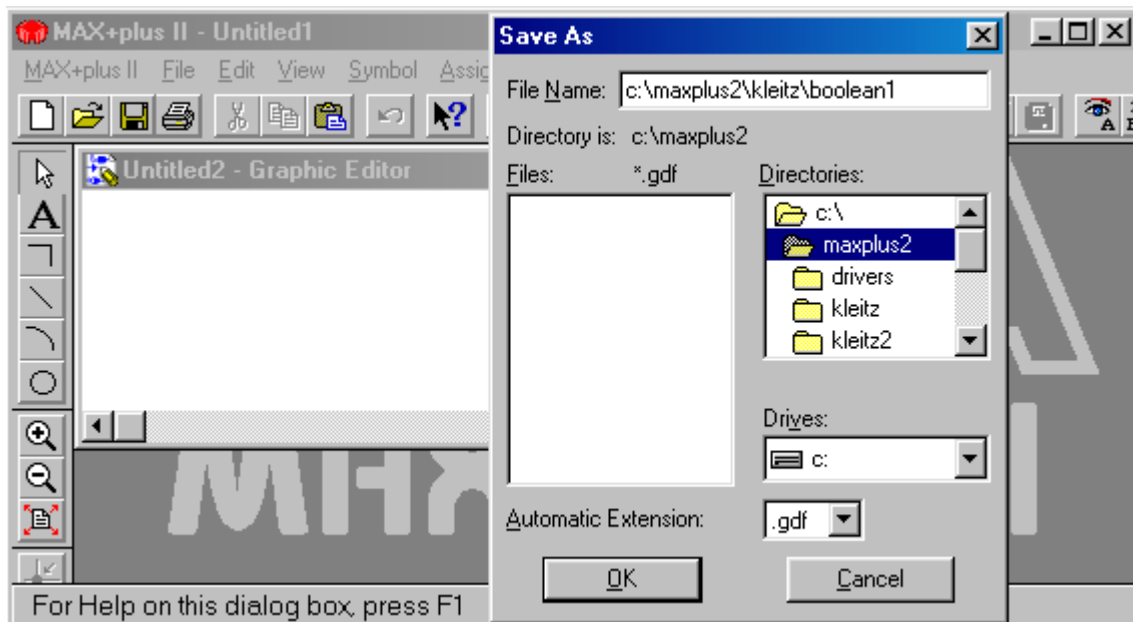 MAX+plus II - Untitled1
MAX+plus II File Edit View Symbol Assig
A
Untitled2 - Graphic Editor
Save As
File Name: c:\maxplus2\kleitz\boolean1
Directory is: c:\maxplus2
Files: *.gdf
Directories:
c:\
maxplus2
drivers
kleitz
kleitz2
Drives:
c:
Automatic Extension: .gdf
OK Cancel
For Help on this dialog box, press F1